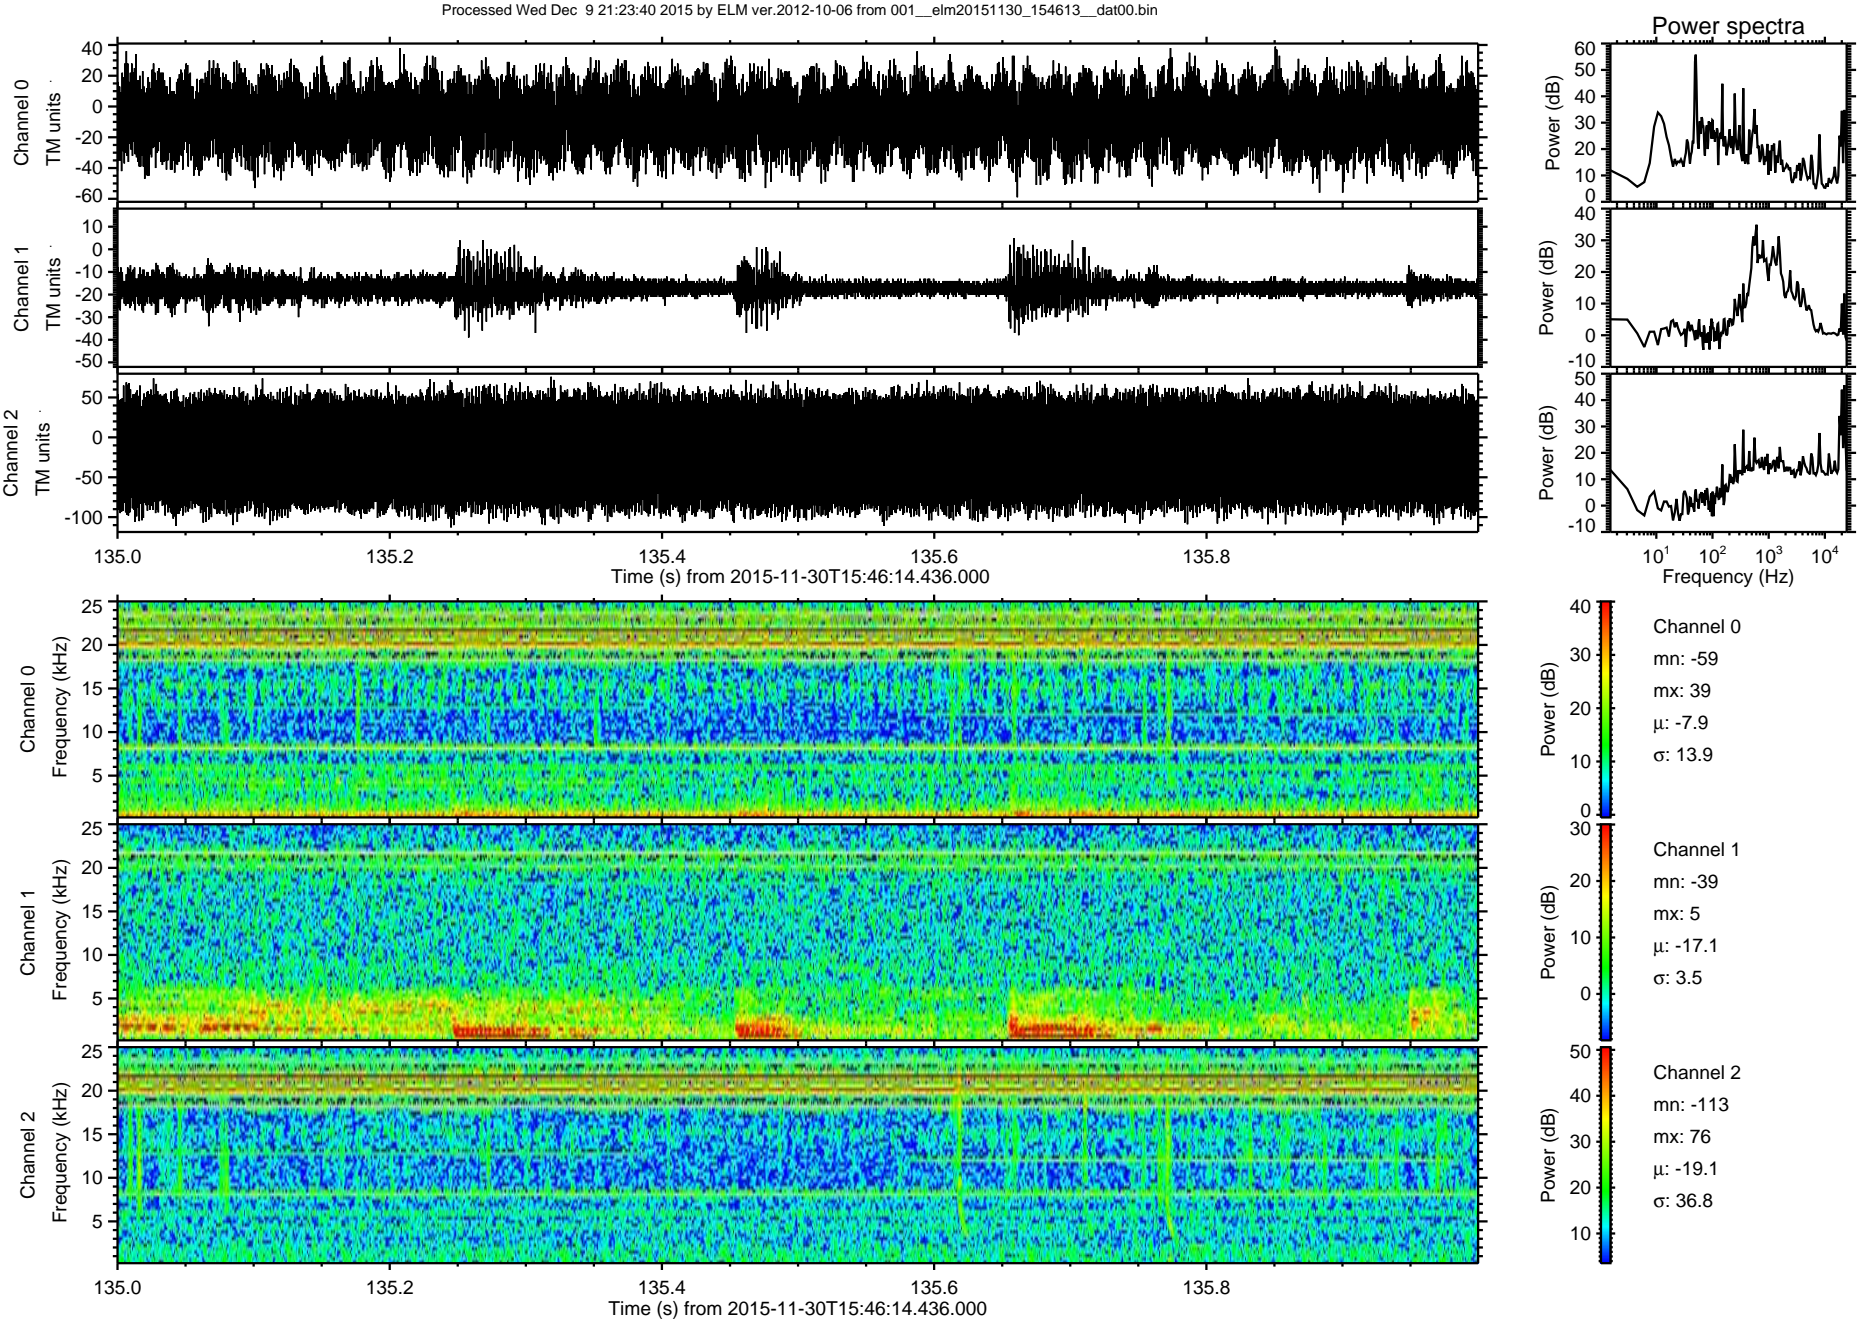 Processed Wed Dec 9 21:23:40 2015 by ELM ver.2012-10-06 from 001__elm20151130_154613__dat00.bin
Power spectra
Channel 0
TM units
40
20
0
-20
-40
-60
Power (dB)
60
50
40
30
20
10
0
Channel 1
TM units
10
0
-10
-20
-30
-40
-50
Power (dB)
40
30
20
10
0
-10
Channel 2
TM units
50
0
-50
-100
Power (dB)
50
40
30
20
10
0
-10
135.0 135.2 135.4 135.6 135.8
Time (s) from 2015-11-30T15:46:14.436.000
10^1 10^2 10^3 10^4
Frequency (Hz)
Channel 0
Frequency (kHz)
25
20
15
10
5
Power (dB)
40
30
20
10
0
Channel 0
mn: -59
mx: 39
μ: -7.9
σ: 13.9
Channel 1
Frequency (kHz)
25
20
15
10
5
Power (dB)
30
20
10
0
Channel 1
mn: -39
mx: 5
μ: -17.1
σ: 3.5
Channel 2
Frequency (kHz)
25
20
15
10
5
Power (dB)
50
40
30
20
10
Channel 2
mn: -113
mx: 76
μ: -19.1
σ: 36.8
135.0 135.2 135.4 135.6 135.8
Time (s) from 2015-11-30T15:46:14.436.000